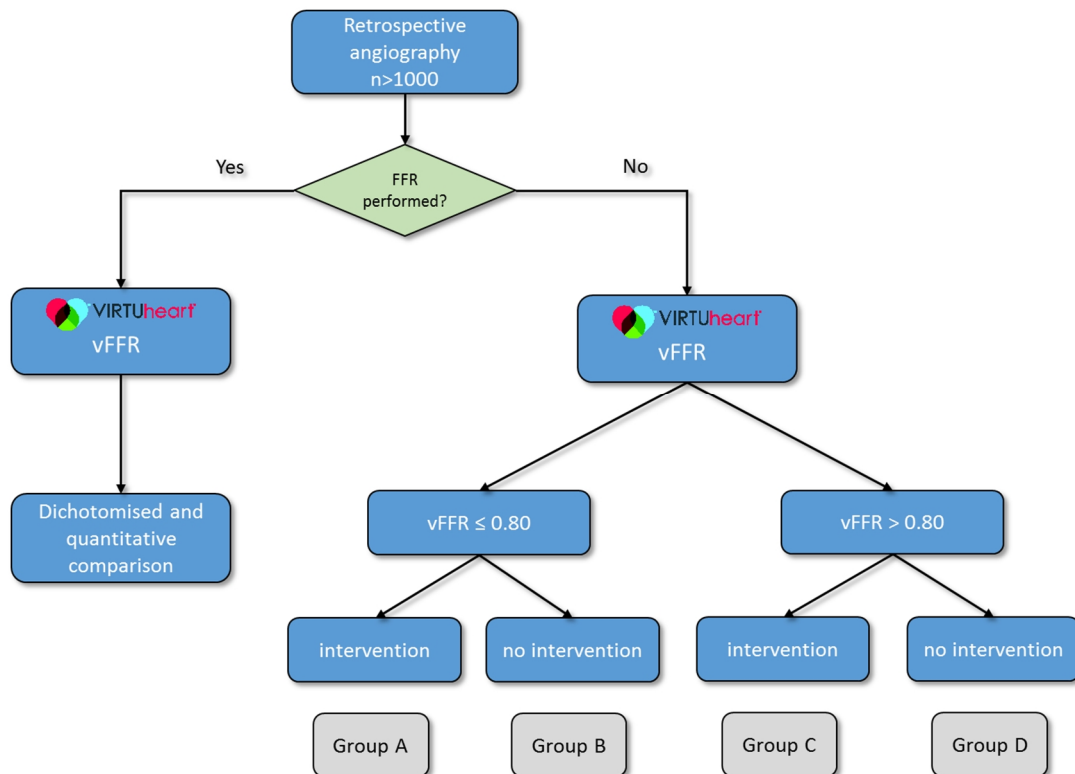 Retrospective
angiography
n>1000
Yes
No
FFR
performed?
VIRTUheart
vFFR
VIRTUheart
vFFR
Dichotomised and
quantitative
comparison
vFFR ≤ 0.80
vFFR > 0.80
intervention
no intervention
intervention
no intervention
Group A
Group B
Group C
Group D